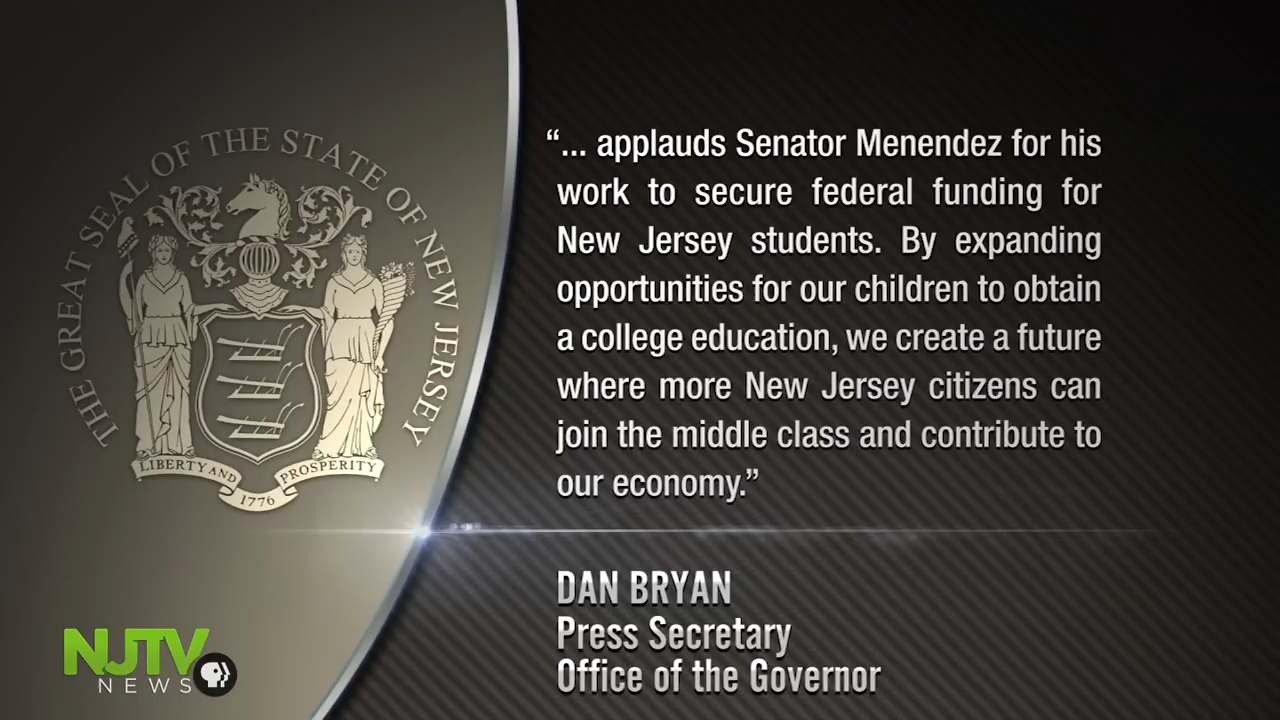 THE GREAT SEAL OF THE STATE OF NEW JERSEY
LIBERTY AND PROSPERITY
1776
“... applauds Senator Menendez for his
work to secure federal funding for
New Jersey students. By expanding
opportunities for our children to obtain
a college education, we create a future
where more New Jersey citizens can
join the middle class and contribute to
our economy.”
DAN BRYAN
Press Secretary
Office of the Governor
NJTV
NEWS